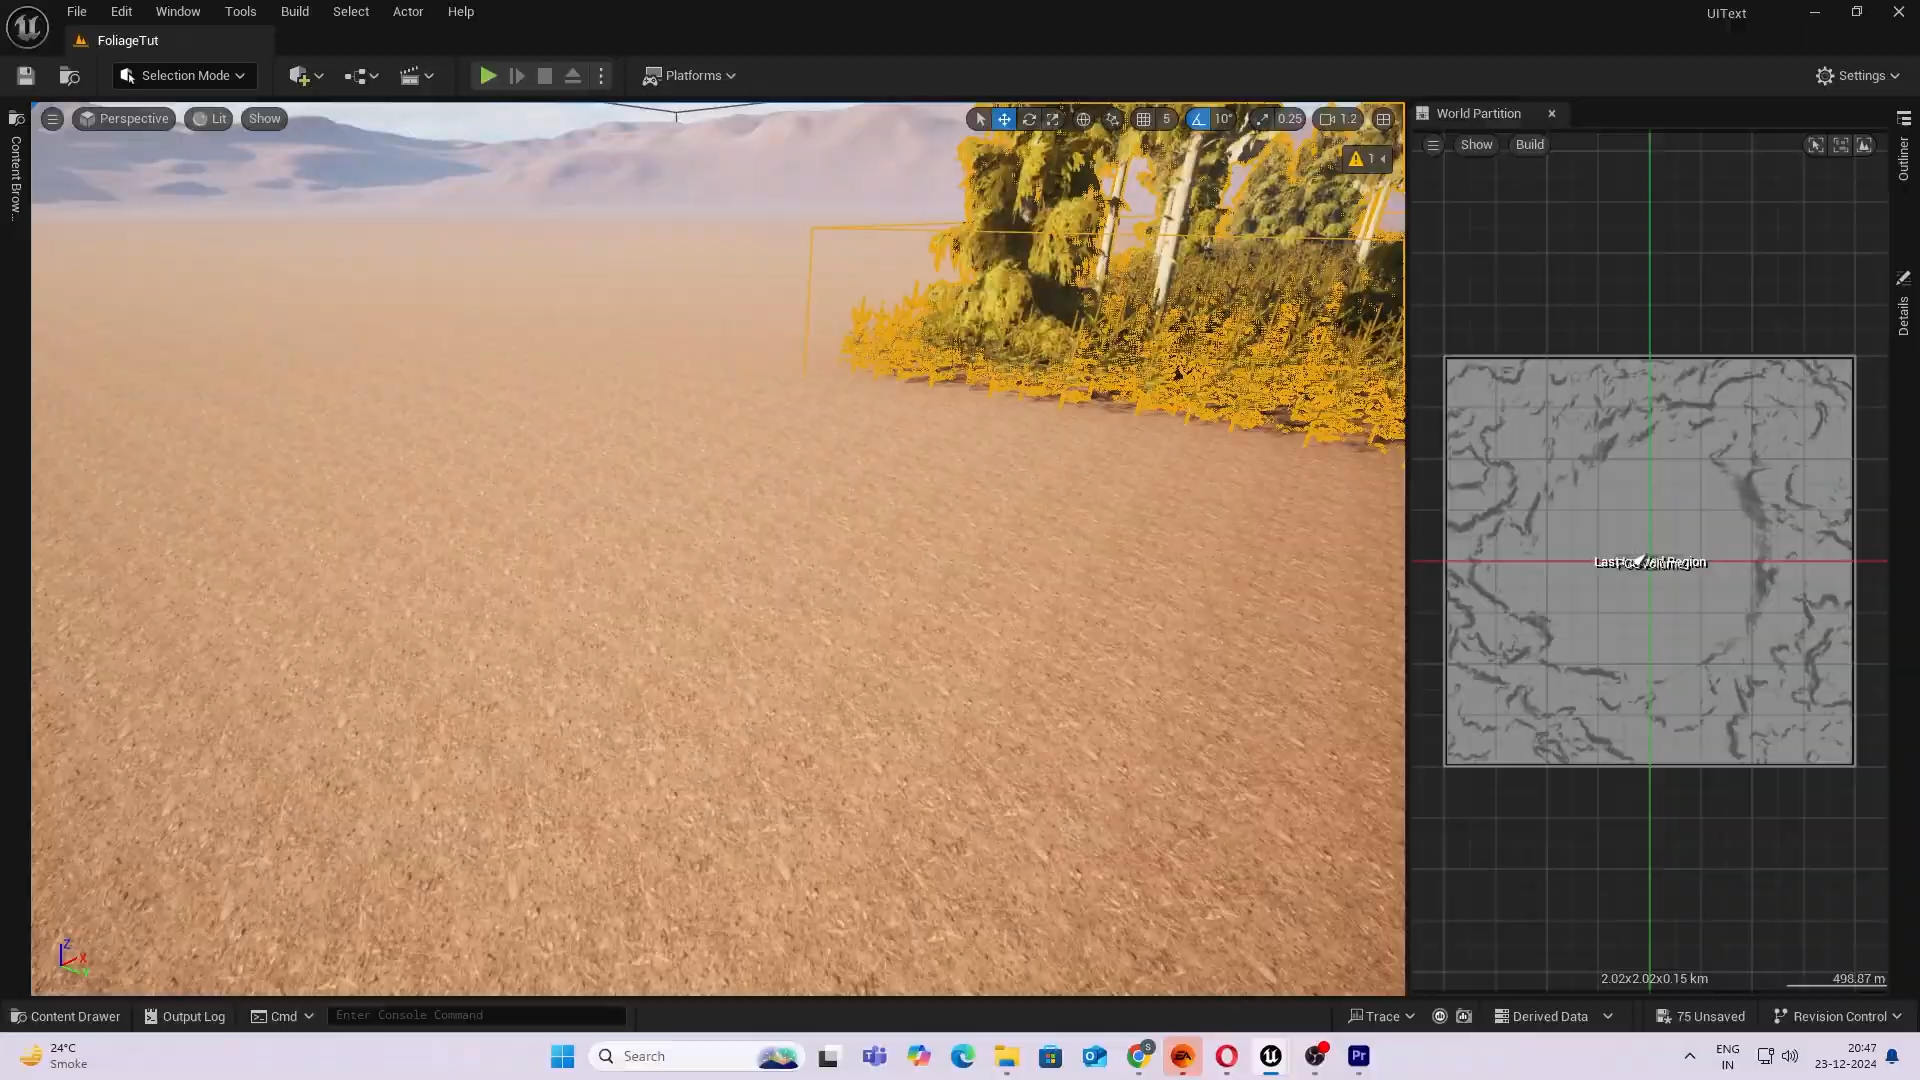 File Edit Window Tools Build Select Actor Help
UIText
FoliageTut
Selection Mode
Platforms
Settings
Perspective
Lit
Show
5
10°
0.25
1.2
1
World Partition
Show
Build
Content Brow...
Outliner
Details
2.02x2.02x0.15 km
498.87 m
Z
X
Y
Content Drawer
Output Log
Cmd
Enter Console Command
Trace
Derived Data
75 Unsaved
Revision Control
24°C
Smoke
Search
S
EA
Pr
ENG
IN
20:47
23-12-2024